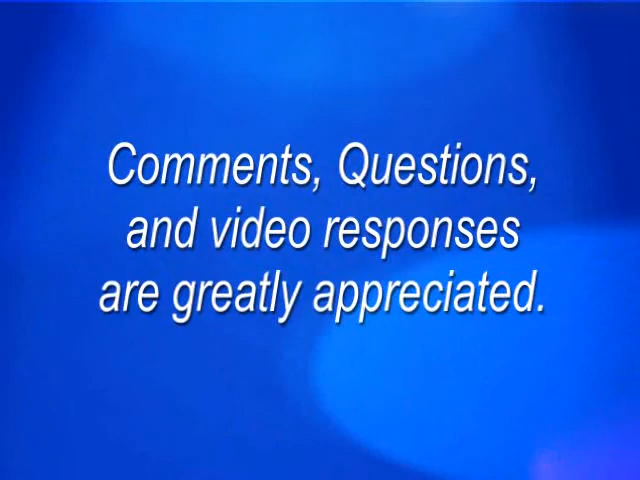 Comments, Questions,
and video responses
are greatly appreciated.